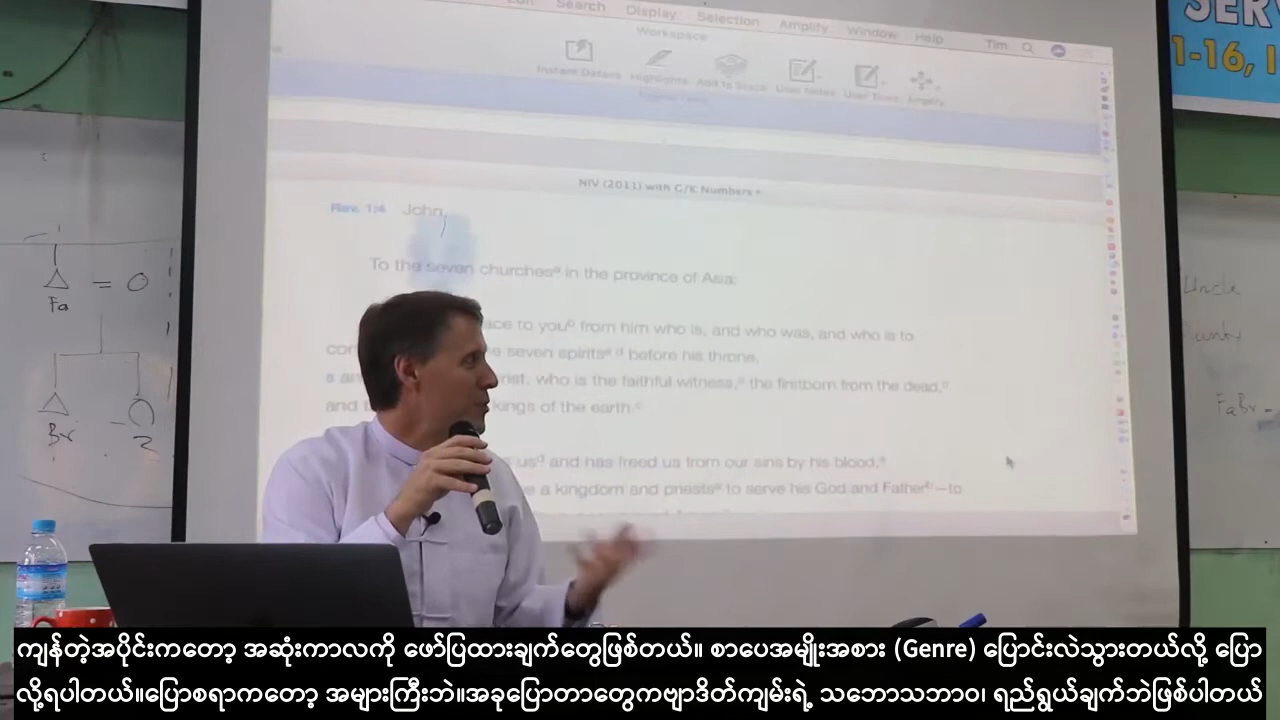 Edit Search Display Selection Amplify Window Help Tim
Workspace
Instant Details Highlights Add to Stack User Notes User Tools Amplify
SER
1-16, I
NIV (2011) with G/K Numbers
Rev. 1:4 John,
To the seven churches in the province of Asia:
ace to you from him who is, and who was, and who is to
seven spirits before his throne,
rist, who is the faithful witness, the firstborn from the dead,
and kings of the earth.
us and has freed us from our sins by his blood,
e a kingdom and priests to serve his God and Father—to
= O
Fa
Br
Z
Uncle
FaBr =
ကျန်တဲ့အပိုင်းကတော့ အဆုံးကာလကို ဖော်ပြထားချက်တွေဖြစ်တယ်။ စာပေအမျိုးအစား (Genre) ပြောင်းလဲသွားတယ်လို့ ပြော
လို့ရပါတယ်။ပြောစရာကတော့ အများကြီးဘဲ။အခုပြောတာတွေကဗျာဒိတ်ကျမ်းရဲ့ သဘောသဘာဝ၊ ရည်ရွယ်ချက်ဘဲဖြစ်ပါတယ်